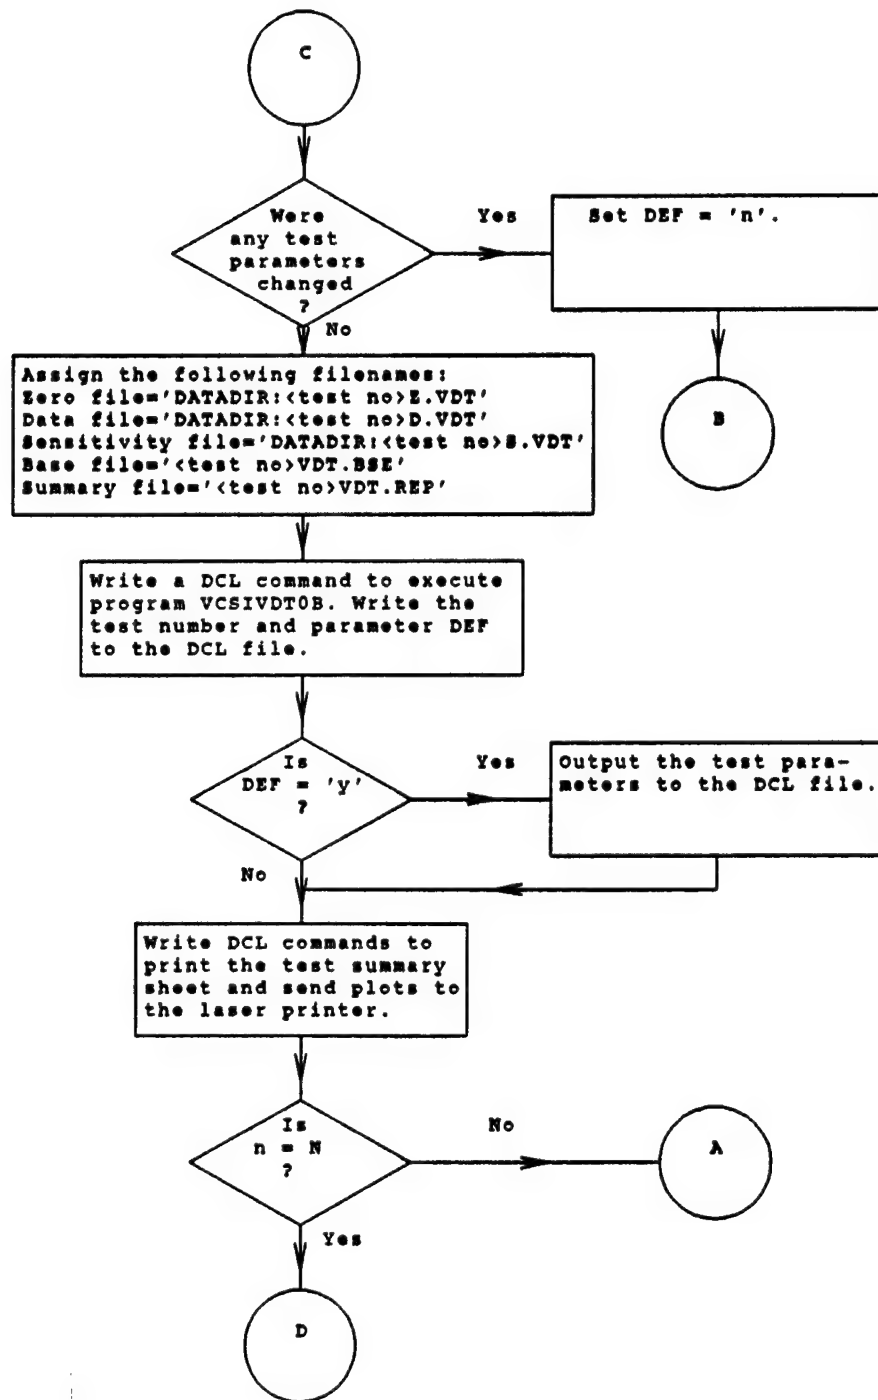 C
Were
any test
parameters
changed
?
Yes
Set DEF = 'n'.
No
B
Assign the following filenames:
Zero file='DATADIR:<test no>Z.VDT'
Data file='DATADIR:<test no>D.VDT'
Sensitivity file='DATADIR:<test no>S.VDT'
Base file='<test no>VDT.BSE'
Summary file='<test no>VDT.REP'
Write a DCL command to execute
program VCSIVDT0B. Write the
test number and parameter DEF
to the DCL file.
Is
DEF = 'y'
?
Yes
Output the test para-
meters to the DCL file.
No
Write DCL commands to
print the test summary
sheet and send plots to
the laser printer.
Is
n = N
?
No
A
Yes
D